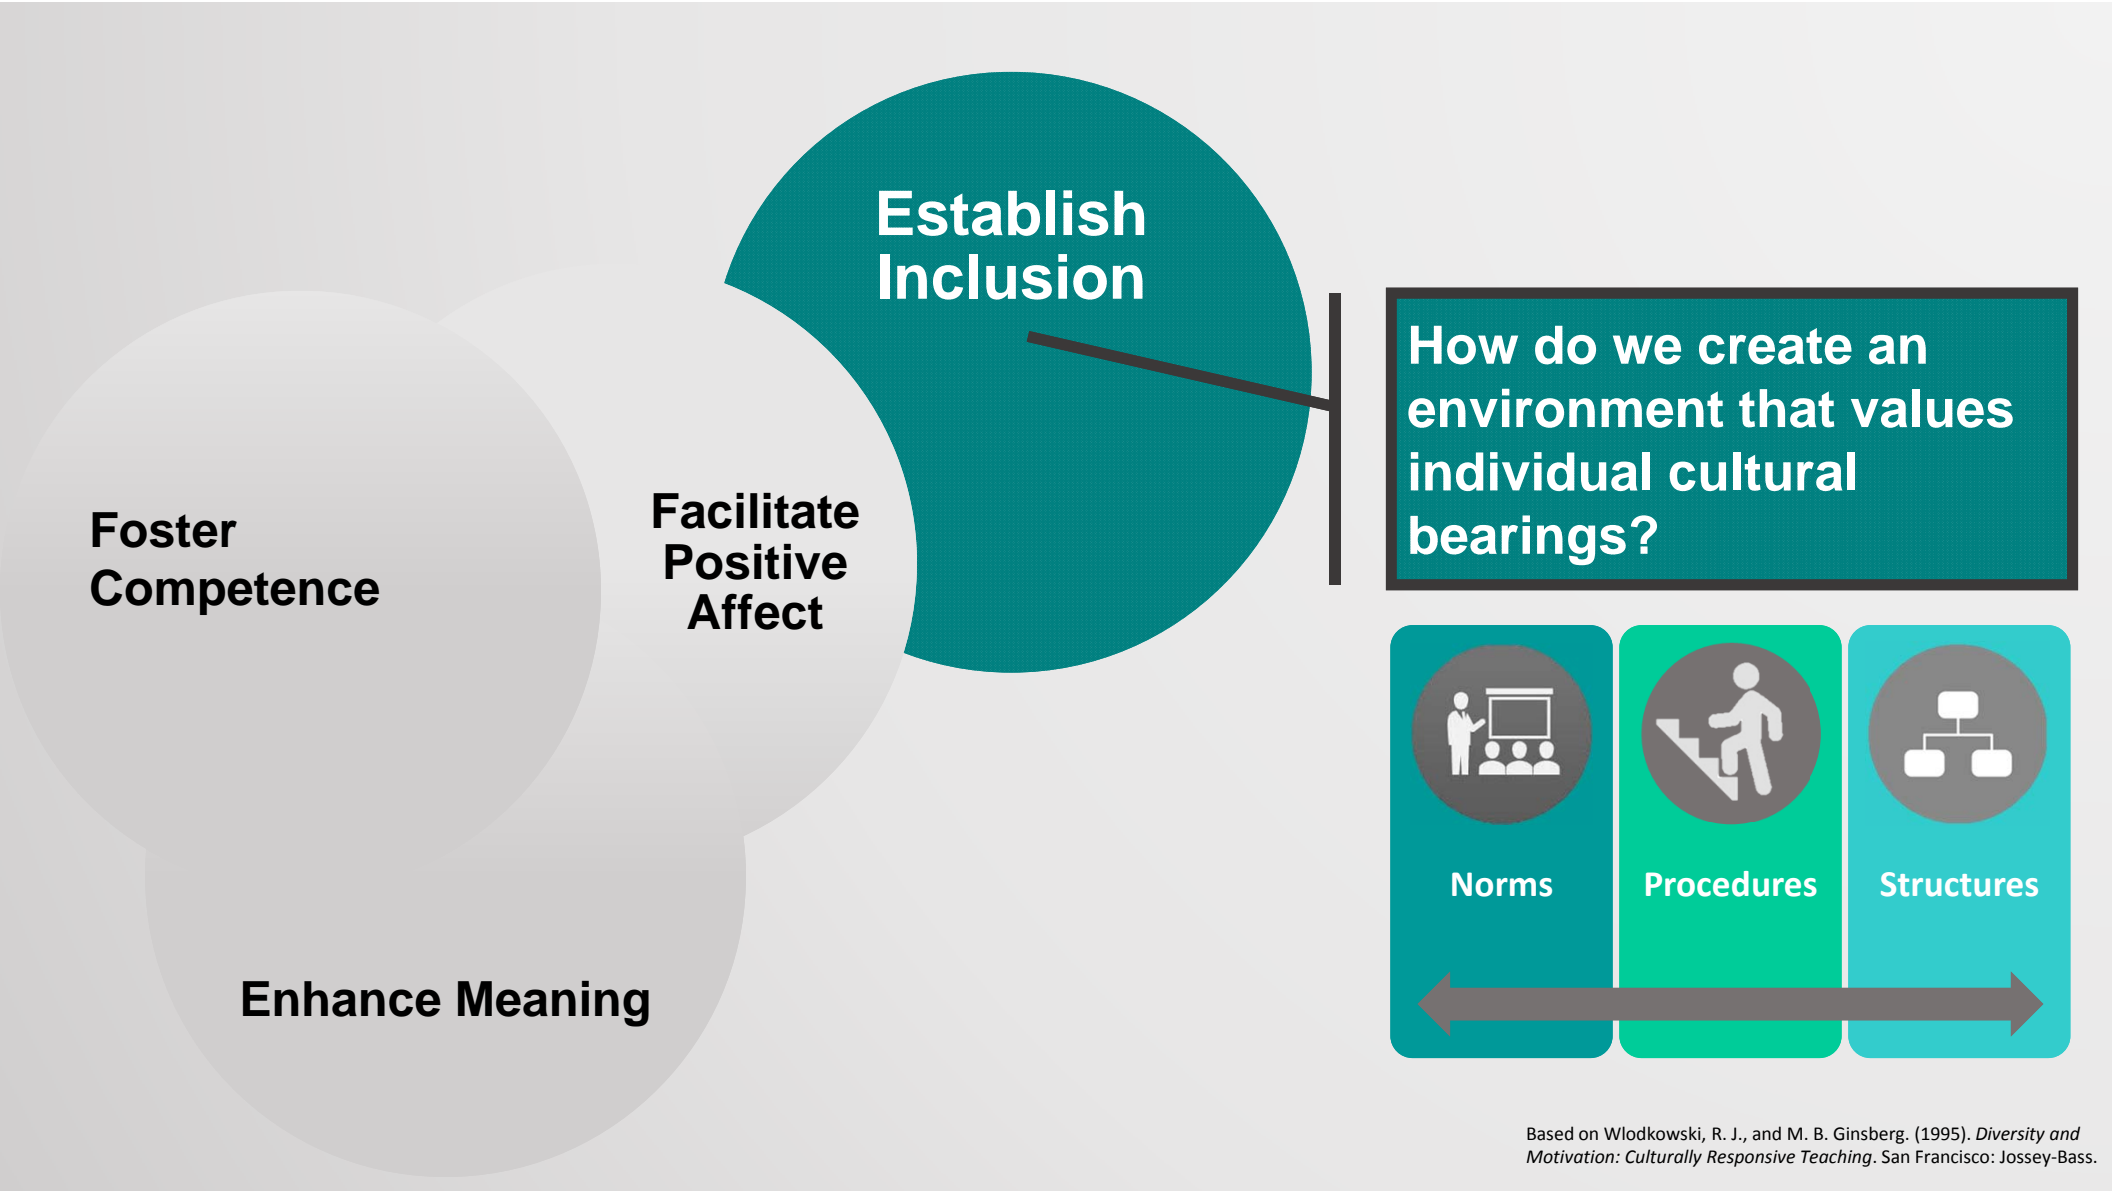 Establish
Inclusion
How do we create an
environment that values
individual cultural
bearings?
Foster
Competence
Facilitate
Positive
Affect
Enhance Meaning
Norms
Procedures
Structures
Based on Wlodkowski, R. J., and M. B. Ginsberg. (1995). Diversity and
Motivation: Culturally Responsive Teaching. San Francisco: Jossey-Bass.